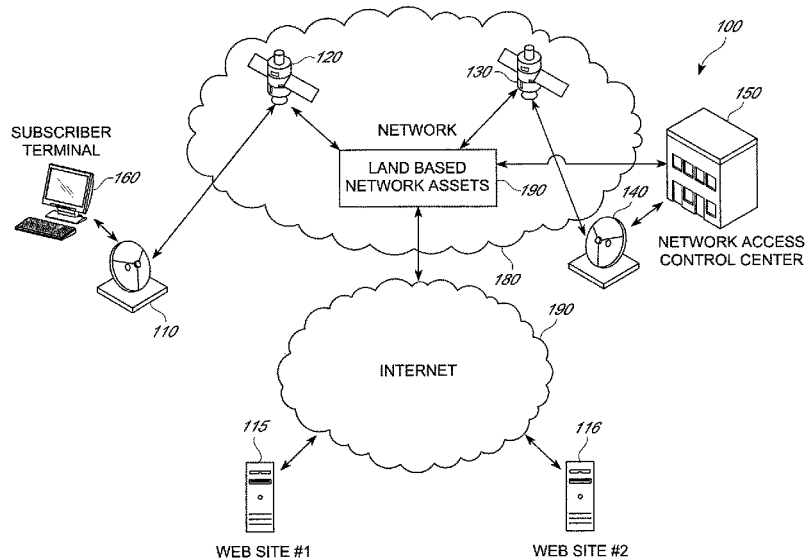 100
120
130
150
SUBSCRIBER
TERMINAL
160
NETWORK
LAND BASED
NETWORK ASSETS
190
140
NETWORK ACCESS
CONTROL CENTER
110
180
190
INTERNET
115
116
WEB SITE #1
WEB SITE #2